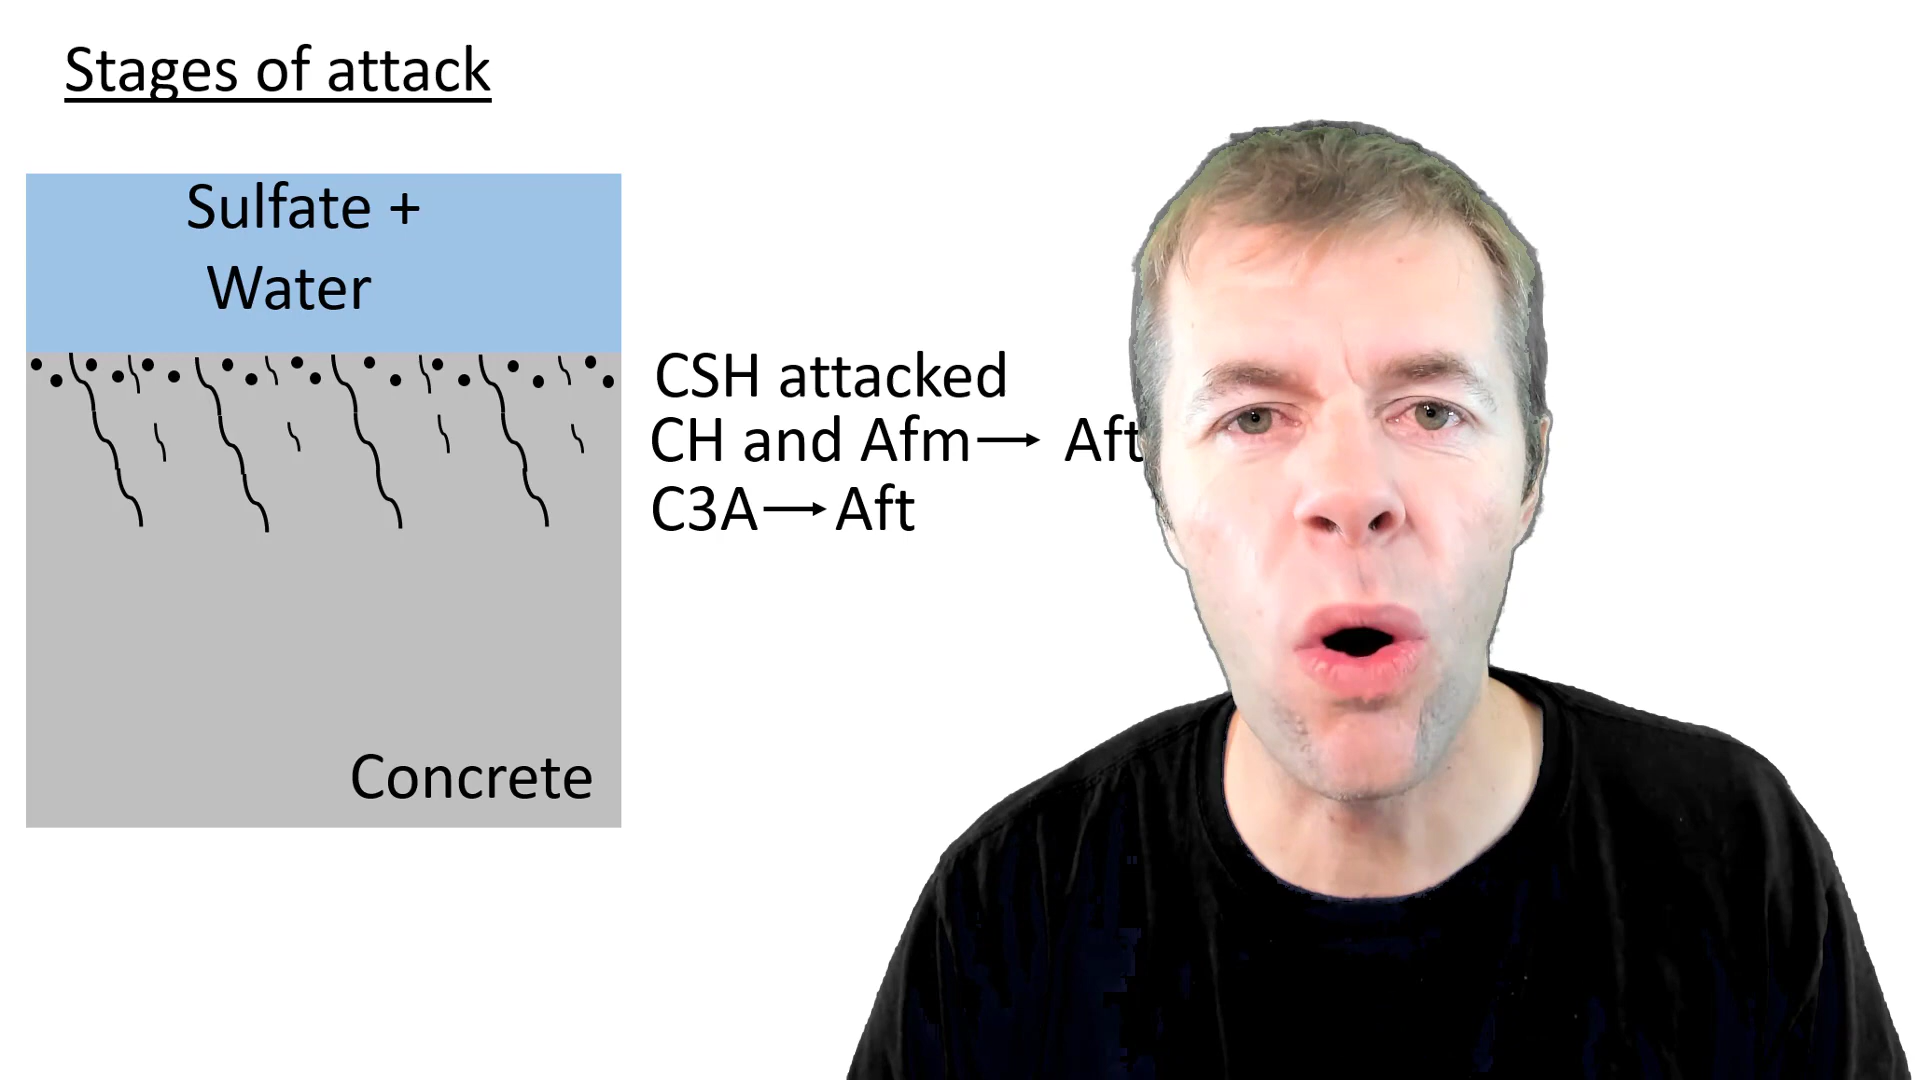 Stages of attack
Sulfate +
Water
CSH attacked
CH and Afm → Aft
C3A → Aft
Concrete